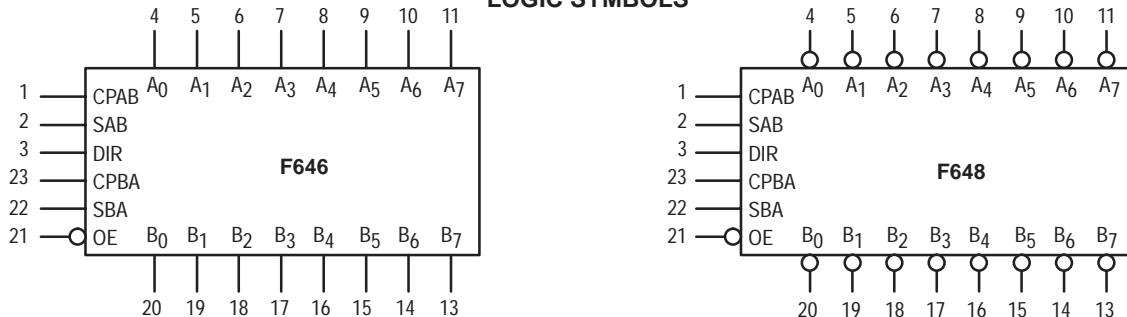 LOGIC SYMBOLS
4 5 6 7 8 9 10 11
A0 A1 A2 A3 A4 A5 A6 A7
1 CPAB
2 SAB
3 DIR
F646
23 CPBA
22 SBA
21 OE B0 B1 B2 B3 B4 B5 B6 B7
20 19 18 17 16 15 14 13
4 5 6 7 8 9 10 11
A0 A1 A2 A3 A4 A5 A6 A7
1 CPAB
2 SAB
3 DIR
F648
23 CPBA
22 SBA
21 OE B0 B1 B2 B3 B4 B5 B6 B7
20 19 18 17 16 15 14 13